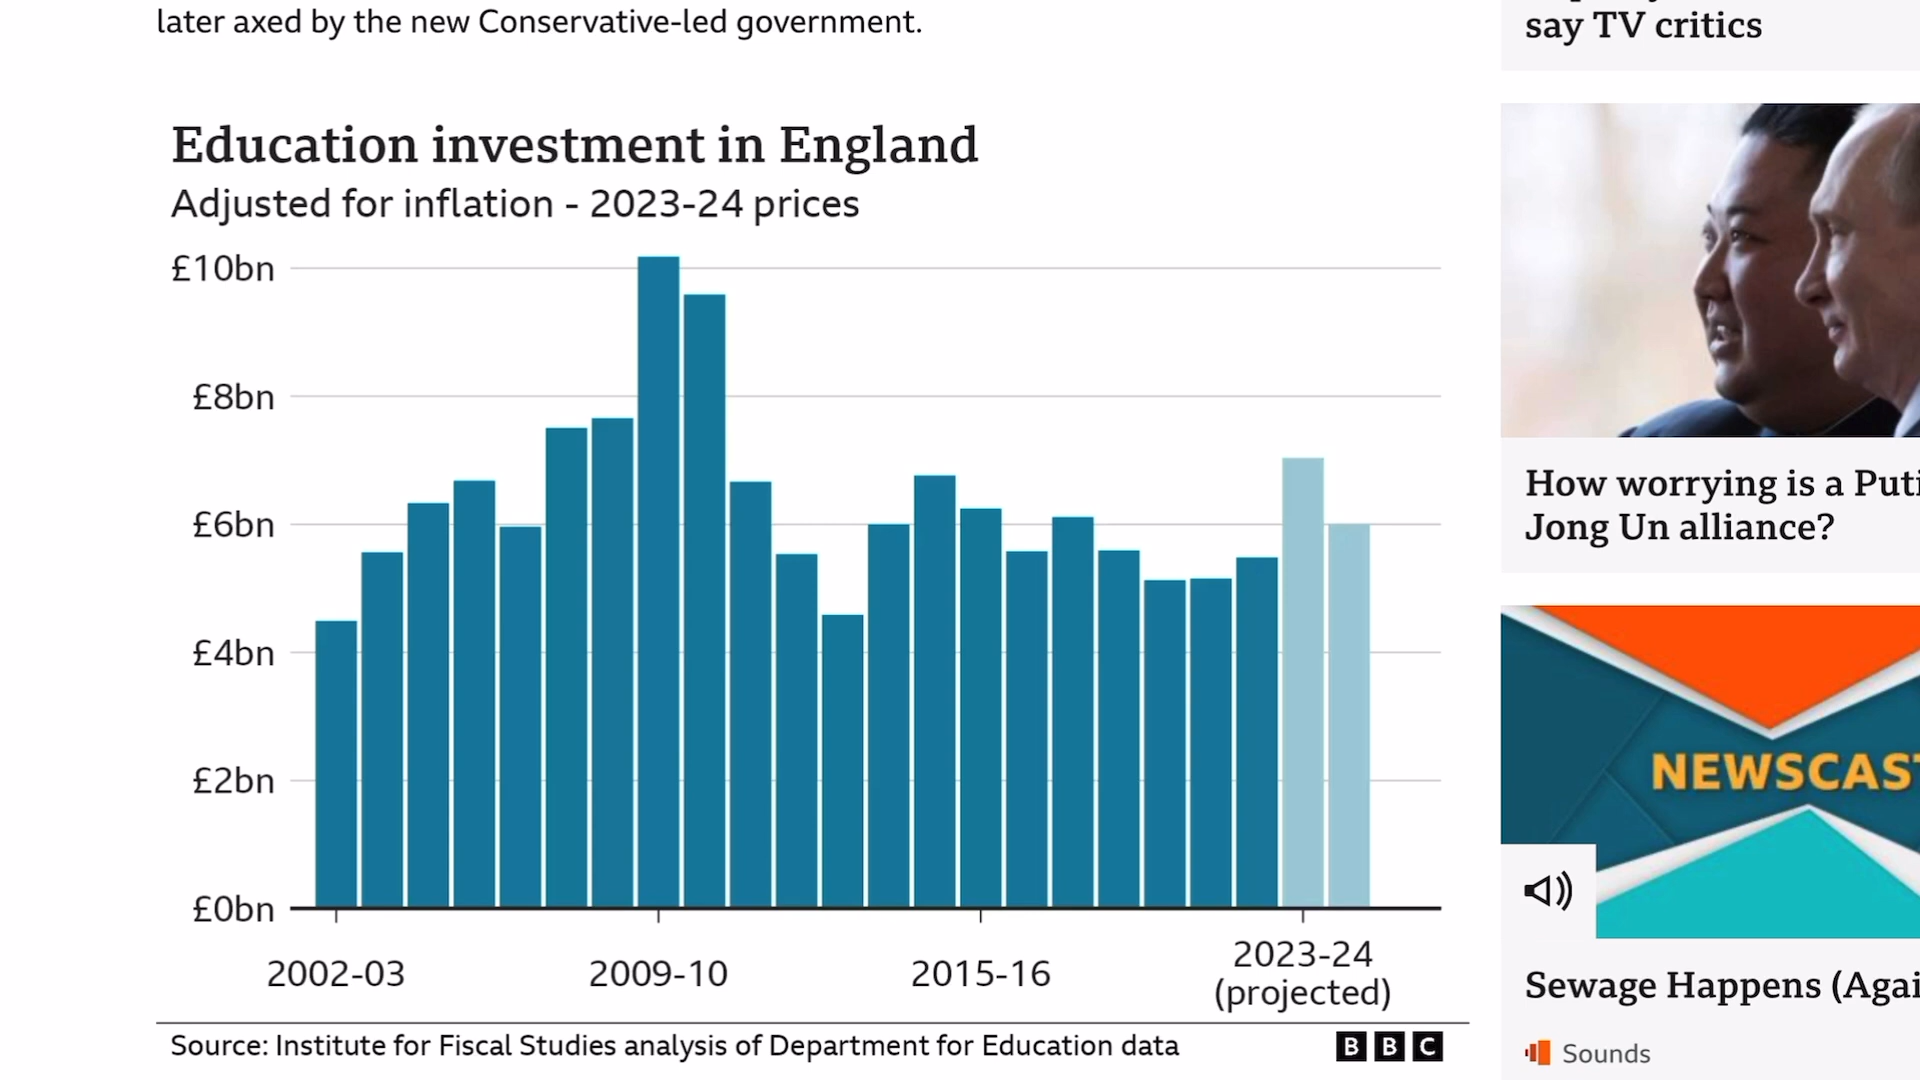 later axed by the new Conservative-led government.
Education investment in England
Adjusted for inflation - 2023-24 prices
£10bn
£8bn
£6bn
£4bn
£2bn
£0bn
2002-03
2009-10
2015-16
2023-24
(projected)
Source: Institute for Fiscal Studies analysis of Department for Education data
BBC
say TV critics
How worrying is a Puti
Jong Un alliance?
NEWSCAST
Sewage Happens (Agai
Sounds